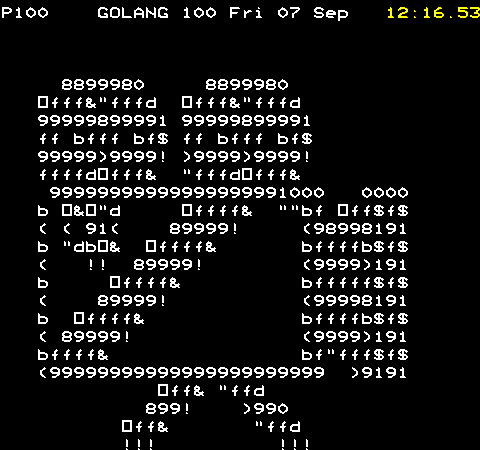 P100 GOLANG 100 Fri 07 Sep 12:16.53
8899980 8899980
▯fff&"fffd ▯fff&"fffd
99999899991 99999899991
ff bfff bf$ ff bfff bf$
99999>9999! >9999>9999!
ffffd▯fff& "fffd▯fff&
99999999999999999991000 0000
b ▯&▯"d ▯ffff& ""bf ▯ff$f$
( ( 91( 89999! (98998191
b "db▯& ▯ffff& bffffb$f$
( !! 89999! (9999>191
b ▯ffff& bfffff$f$
( 89999! (99998191
b ▯ffff& bffffb$f$
( 89999! (9999>191
bffff& bf"fff$f$
(99999999999999999999999 >9191
▯ff& "ffd
899! >990
▯ff& "ffd
!!! !!!